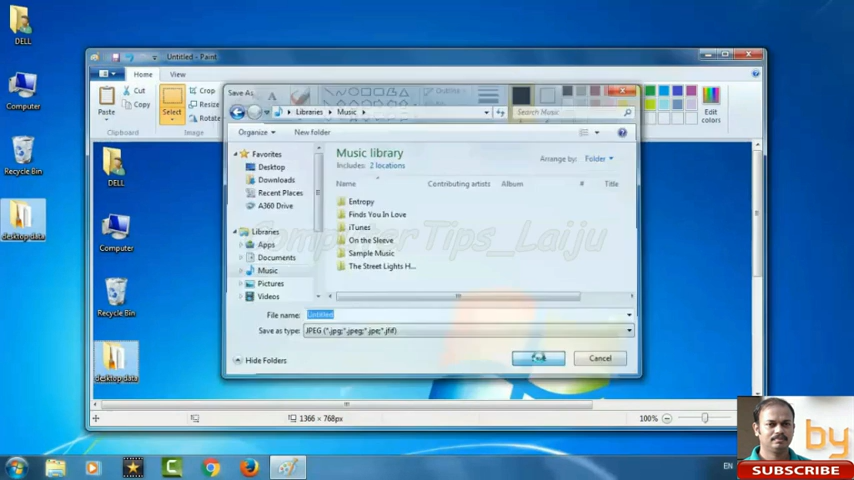 DELL
Computer
Recycle Bin
desktop data
Untitled - Paint
Home View
Cut
Copy
Paste
Clipboard
Select
Crop
Resize
Rotate
Image
Edit colors
DELL
Computer
Recycle Bin
desktop data
Save As
Libraries Music
Search Music
Organize New folder
Favorites
Desktop
Downloads
Recent Places
A360 Drive
Libraries
Apps
Documents
Music
Pictures
Videos
Music library
Includes: 2 locations
Arrange by: Folder
Name Contributing artists Album # Title
Entropy
Finds You In Love
iTunes
On the Sleeve
Sample Music
The Street Lights H...
Computer Tips_Laiju
File name: Untitled
Save as type: JPEG (*.jpg;*.jpeg;*.jpe;*.jfif)
Hide Folders
Cancel
1366 × 768px
100%
EN
by
SUBSCRIBE